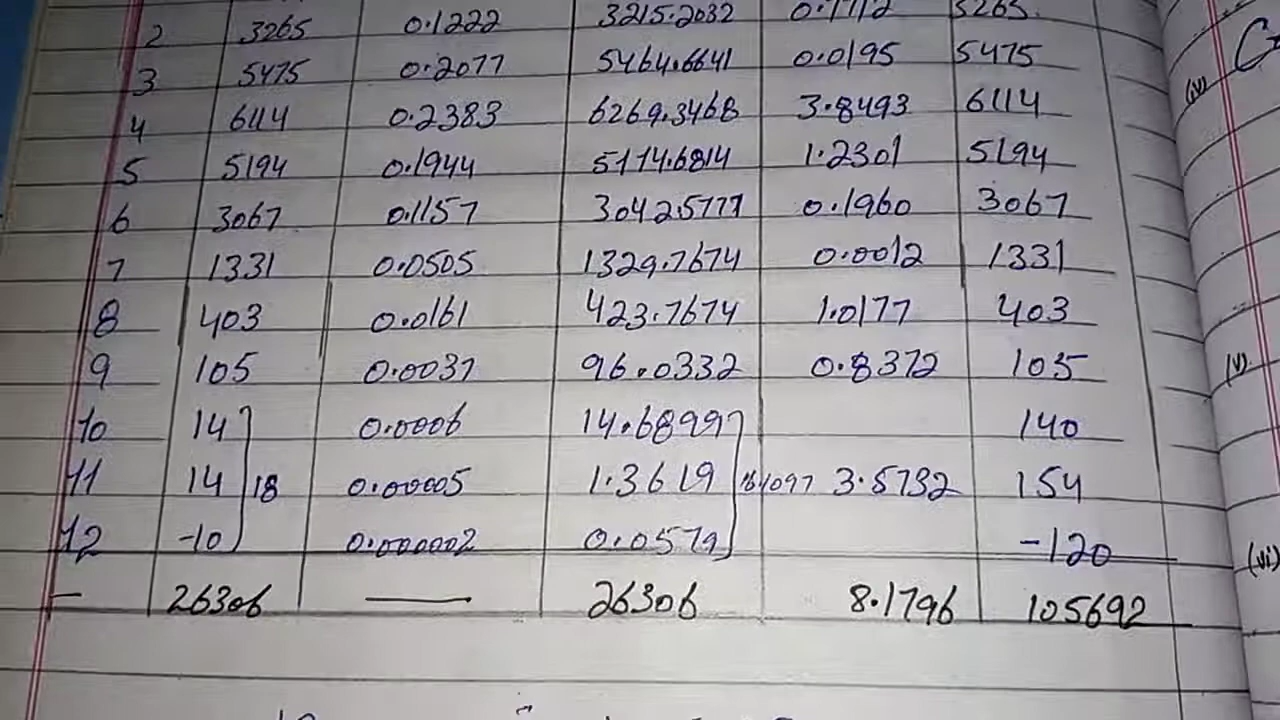 2 3265 0.1222 3215.2032 0.7712 3265
3 5475 0.2077 5464.6641 0.0195 5475
(iv) G
4 6114 0.2383 6269.3468 3.8493 6114
5 5194 0.1944 5114.6814 1.2301 5194
6 3067 0.1157 3042.5777 0.1960 3067
7 1331 0.0505 1329.7674 0.0012 1331
8 403 0.0161 423.7674 1.0177 403
9 105 0.0037 96.0332 0.8372 105
(v)
10 14 0.0006 14.6899 140
11 14 18 0.00005 1.3619 3.5732 154
12 -10 0.000002 0.0579 -120
(vi)
— 26306 — 26306 8.1796 105692